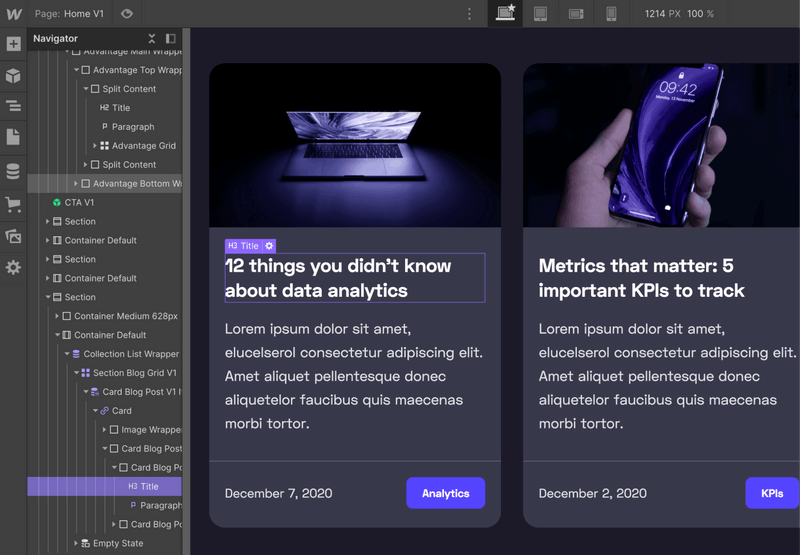 Page: Home V1
1214 PX 100 %
Navigator
Advantage Main Wrappe
Advantage Top Wrapp
Split Content
H2 Title
P Paragraph
Advantage Grid
Split Content
Advantage Bottom Wr
CTA V1
Section
Container Default
Section
Container Default
Section
Container Medium 628px
Container Default
Collection List Wrapper
Section Blog Grid V1
Card Blog Post V1 I
Card
Image Wrappe
Card Blog Post
Card Blog Po
H3 Title
P Paragraph
Card Blog Po
Empty State
H3 Title
12 things you didn’t know
about data analytics
Lorem ipsum dolor sit amet,
elucelserol consectetur adipiscing elit.
Amet aliquet pellentesque donec
aliquetelor faucibus quis maecenas
morbi tortor.
December 7, 2020
Analytics
09:42
Monday, 13 November
Metrics that matter: 5
important KPIs to track
Lorem ipsum dolor sit amet,
elucelserol consectetur adipiscing elit.
Amet aliquet pellentesque donec
aliquetelor faucibus quis maecenas
morbi tortor.
December 2, 2020
KPIs